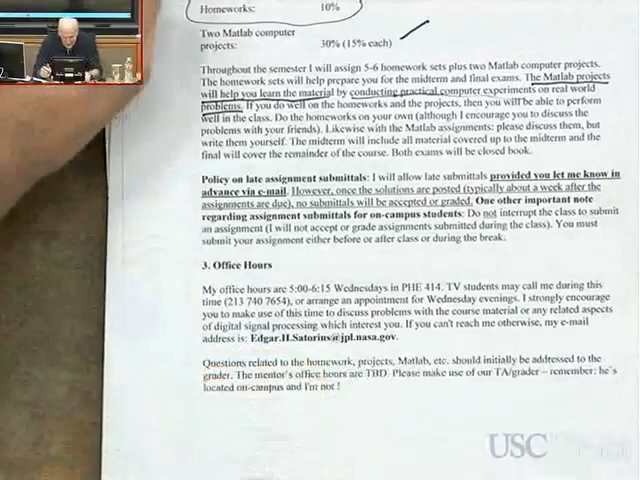 Homeworks: 10%
Two Matlab computer
projects: 30% (15% each)
Throughout the semester I will assign 5-6 homework sets plus two Matlab computer projects.
The homework sets will help prepare you for the midterm and final exams. The Matlab projects
will help you learn the material by conducting practical computer experiments on real world
problems. If you do well on the homeworks and the projects, then you will be able to perform
well in the class. Do the homeworks on your own (although I encourage you to discuss the
problems with your friends). Likewise with the Matlab assignments: please discuss them, but
write them yourself. The midterm will include all material covered up to the midterm and the
final will cover the remainder of the course. Both exams will be closed book.
Policy on late assignment submittals: I will allow late submittals provided you let me know in
advance via e-mail. However, once the solutions are posted (typically about a week after the
assignments are due), no submittals will be accepted or graded. One other important note
regarding assignment submittals for on-campus students: Do not interrupt the class to submit
an assignment (I will not accept or grade assignments submitted during the class). You must
submit your assignment either before or after class or during the break.
3. Office Hours
My office hours are 5:00-6:15 Wednesdays in PHE 414. TV students may call me during this
time (213 740 7654), or arrange an appointment for Wednesday evenings. I strongly encourage
you to make use of this time to discuss problems with the course material or any related aspects
of digital signal processing which interest you. If you can't reach me otherwise, my e-mail
address is: Edgar.H.Satorius@jpl.nasa.gov.
Questions related to the homework, projects, Matlab, etc. should initially be addressed to the
grader. The mentor's office hours are TBD. Please make use of our TA/grader – remember: he's
located on-campus and I'm not !
USC